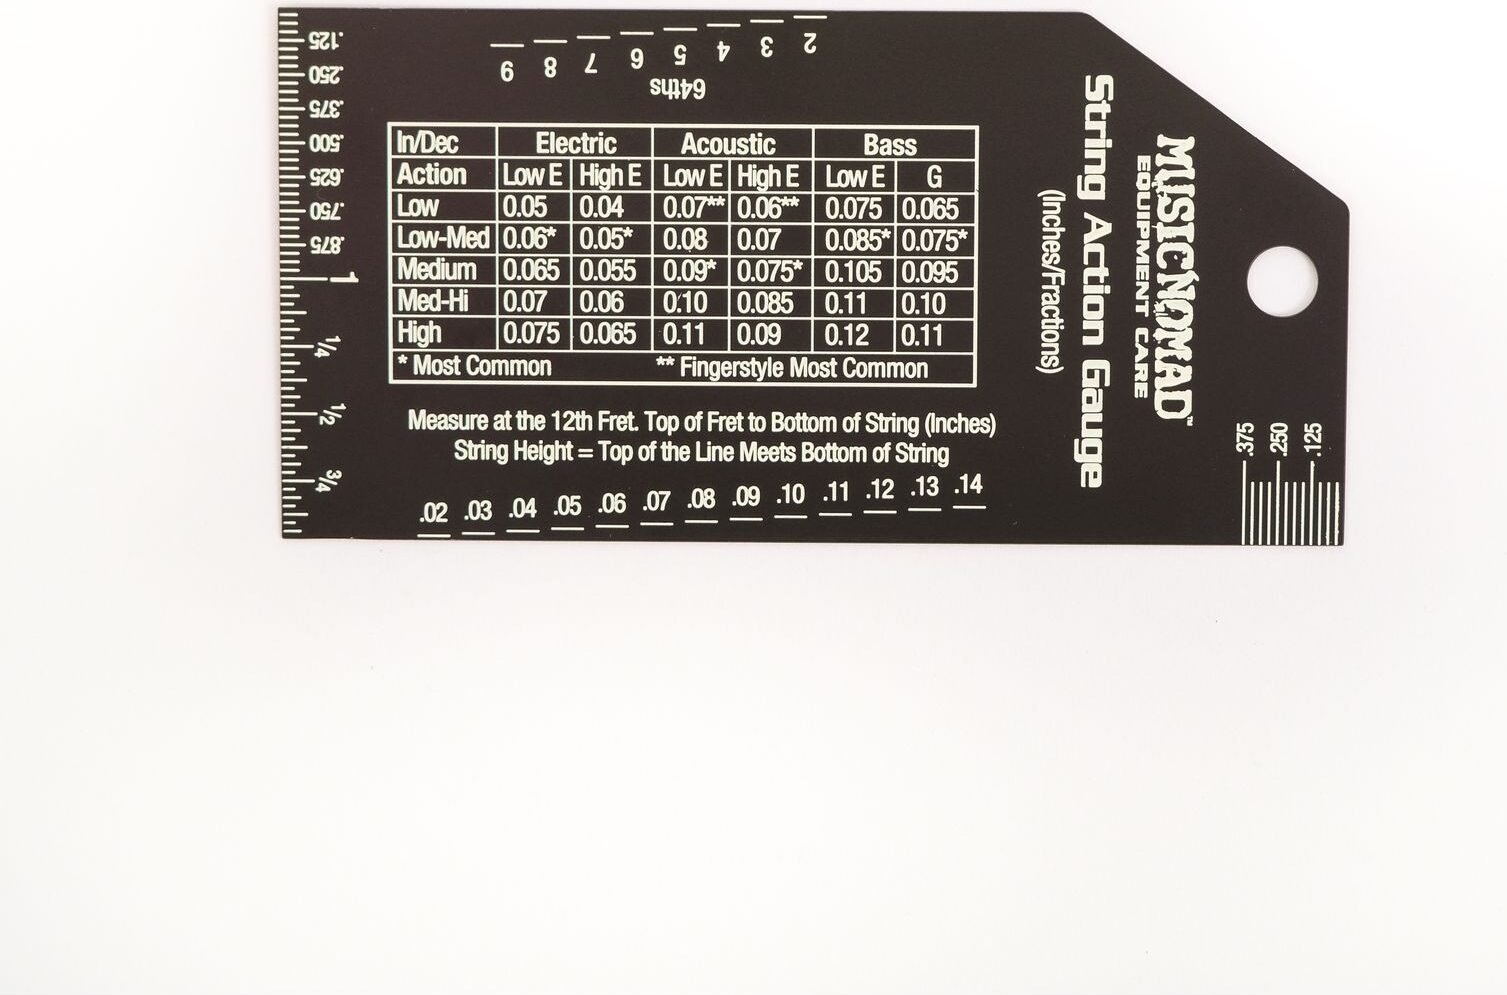 2 3 4 5 6 7 8 9
64ths
.125
.250
.375
.500
.625
.750
.875
1
1/4
1/2
3/4
In/Dec Electric Acoustic Bass
Action Low E High E Low E High E Low E G
Low 0.05 0.04 0.07** 0.06** 0.075 0.065
Low-Med 0.06* 0.05* 0.08 0.07 0.085* 0.075*
Medium 0.065 0.055 0.09* 0.075* 0.105 0.095
Med-Hi 0.07 0.06 0.10 0.085 0.11 0.10
High 0.075 0.065 0.11 0.09 0.12 0.11
* Most Common ** Fingerstyle Most Common
Measure at the 12th Fret. Top of Fret to Bottom of String (Inches)
String Height = Top of the Line Meets Bottom of String
.02 .03 .04 .05 .06 .07 .08 .09 .10 .11 .12 .13 .14
MUSICNOMAD™
EQUIPMENT CARE
String Action Gauge
(Inches/Fractions)
.375
.250
.125